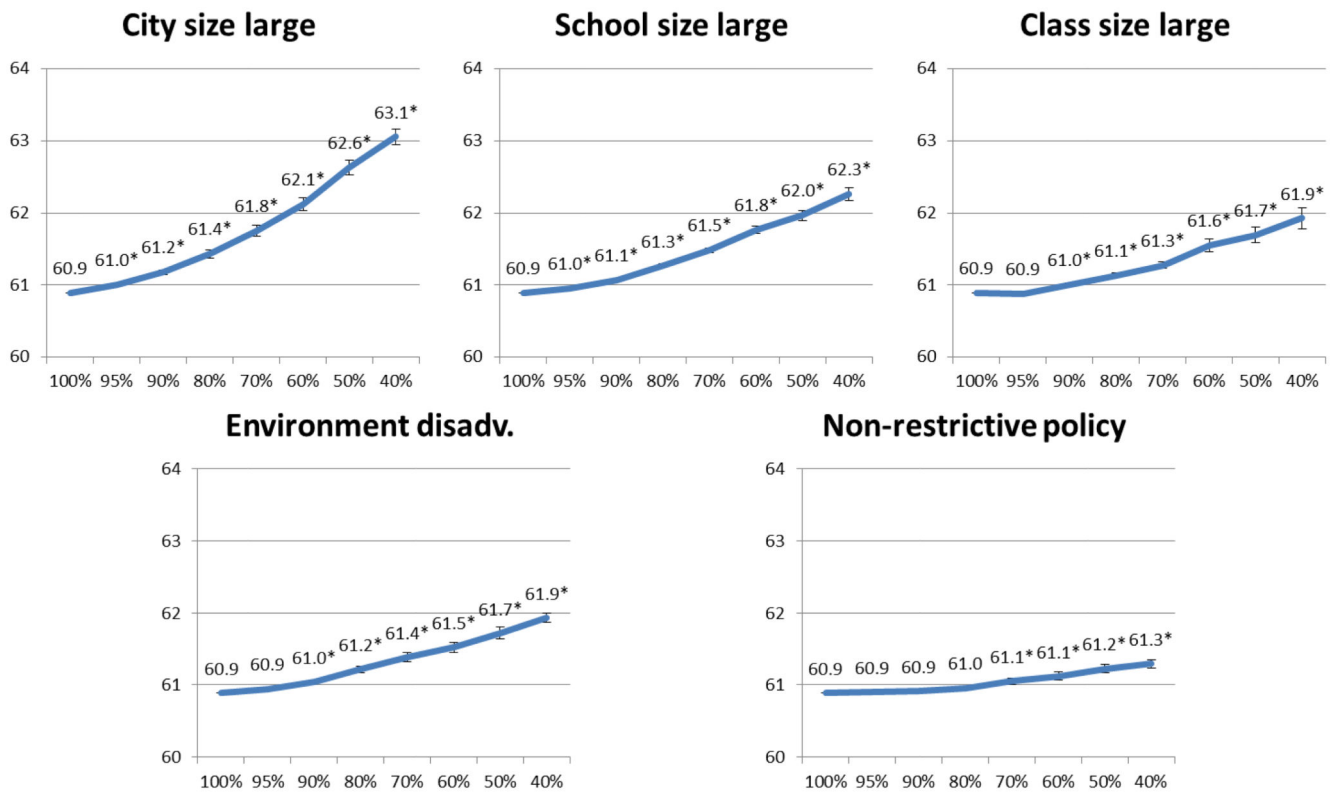 City size large
64
63
62
61
60
60.9 61.0* 61.2* 61.4* 61.8* 62.1* 62.6* 63.1*
100% 95% 90% 80% 70% 60% 50% 40%
School size large
64
63
62
61
60
60.9 61.0* 61.1* 61.3* 61.5* 61.8* 62.0* 62.3*
100% 95% 90% 80% 70% 60% 50% 40%
Class size large
64
63
62
61
60
60.9 60.9 61.0* 61.1* 61.3* 61.6* 61.7* 61.9*
100% 95% 90% 80% 70% 60% 50% 40%
Environment disadv.
64
63
62
61
60
60.9 60.9 61.0* 61.2* 61.4* 61.5* 61.7* 61.9*
100% 95% 90% 80% 70% 60% 50% 40%
Non-restrictive policy
64
63
62
61
60
60.9 60.9 60.9 61.0 61.1* 61.1* 61.2* 61.3*
100% 95% 90% 80% 70% 60% 50% 40%